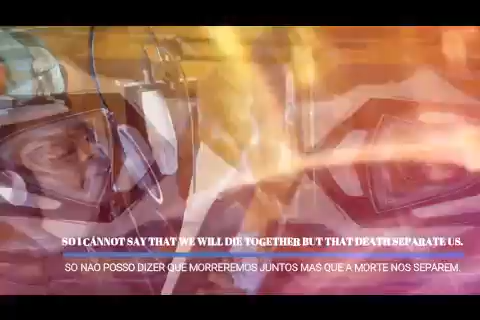 SO I CANNOT SAY THAT WE WILL DIE TOGETHER BUT THAT DEATH SEPARATE US.
SO NAO POSSO DIZER QUE MORREREMOS JUNTOS MAS QUE A MORTE NOS SEPAREM.